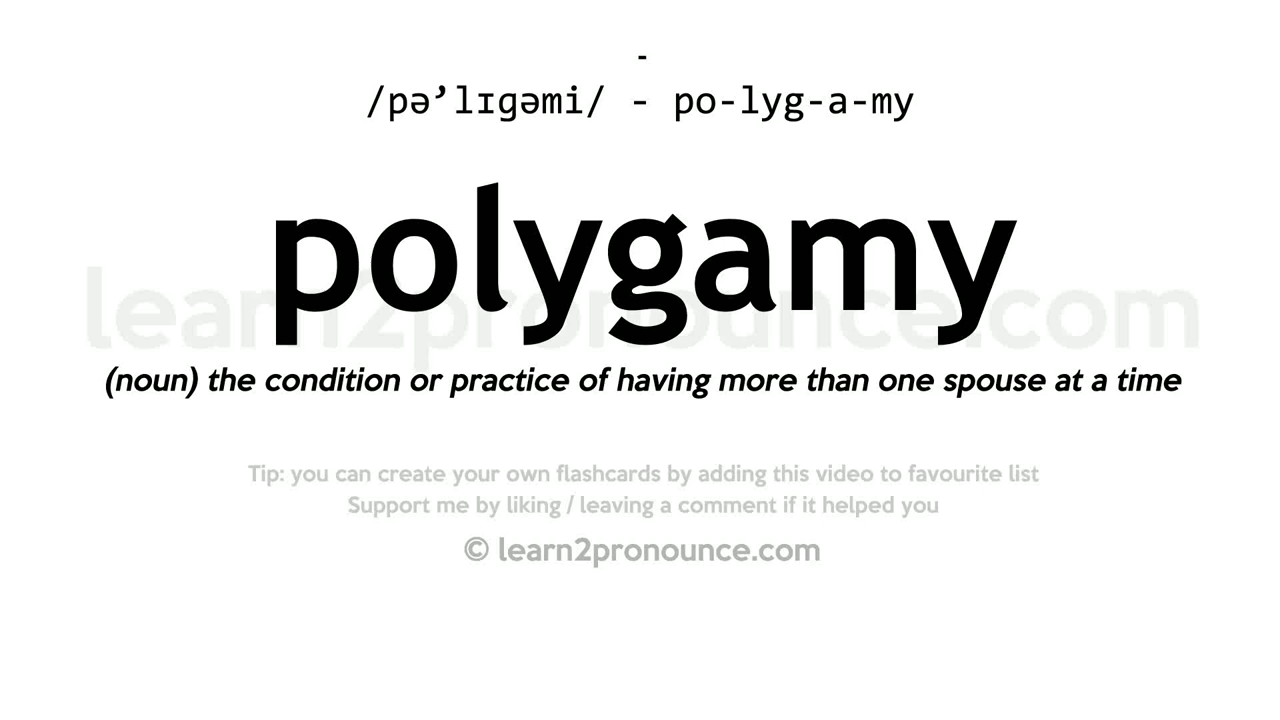 -
/pə’lɪgəmi/ - po-lyg-a-my
polygamy
learn2pronounce.com
(noun) the condition or practice of having more than one spouse at a time
Tip: you can create your own flashcards by adding this video to favourite list
Support me by liking / leaving a comment if it helped you
© learn2pronounce.com